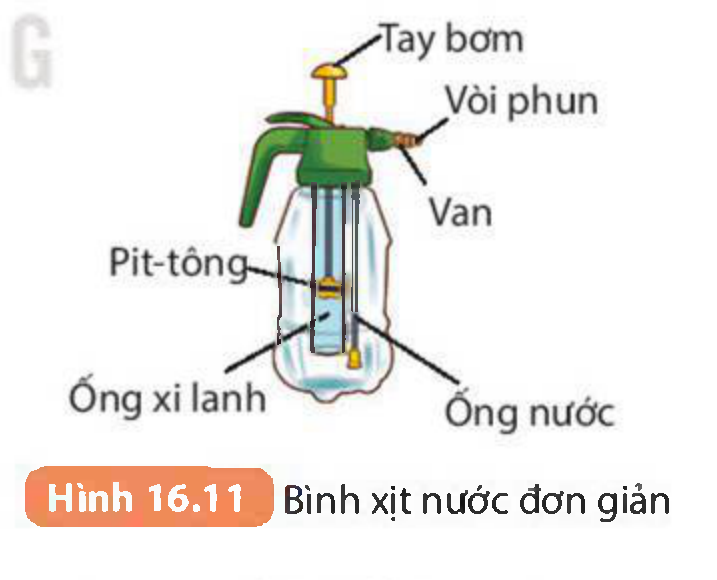 G
Tay bơm
Vòi phun
Van
Pit-tông
Ống xi lanh
Ống nước
Hình 16.11 Bình xịt nước đơn giản